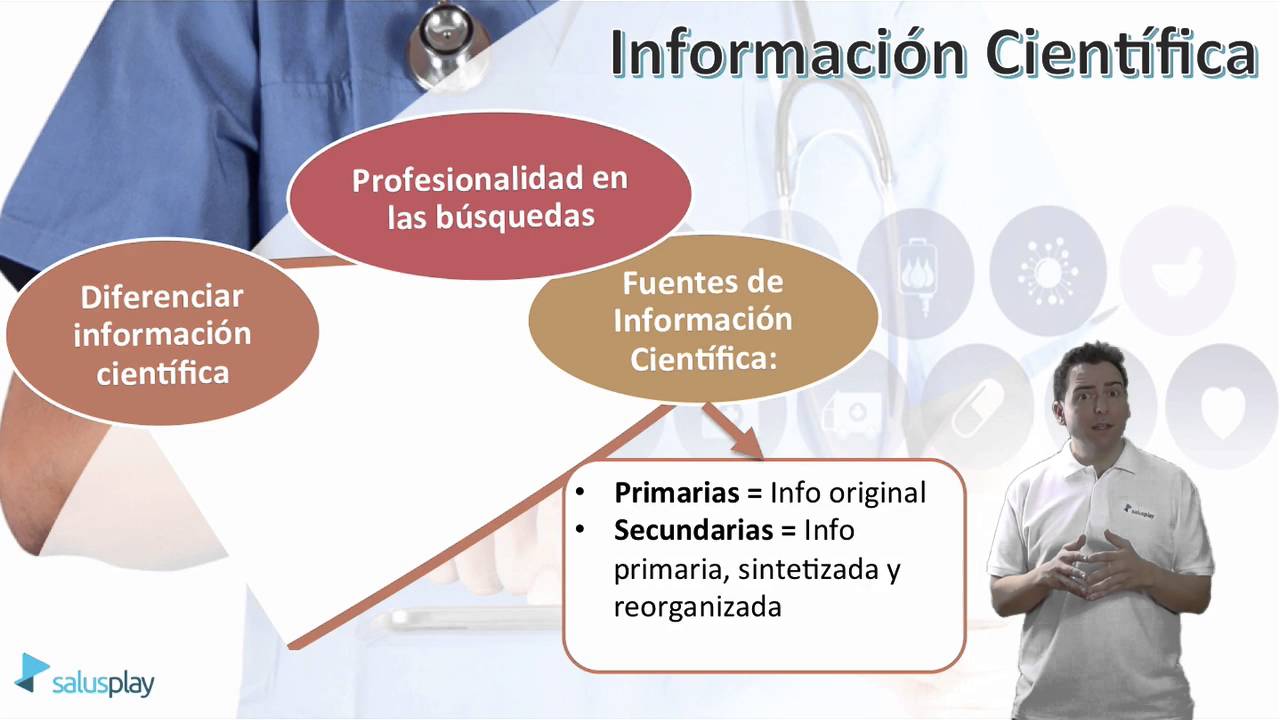 Información Científica
Profesionalidad en
las búsquedas
Diferenciar
información
científica
Fuentes de
Información
Científica:
• Primarias = Info original
• Secundarias = Info
primaria, sintetizada y
reorganizada
salusplay
salusplay